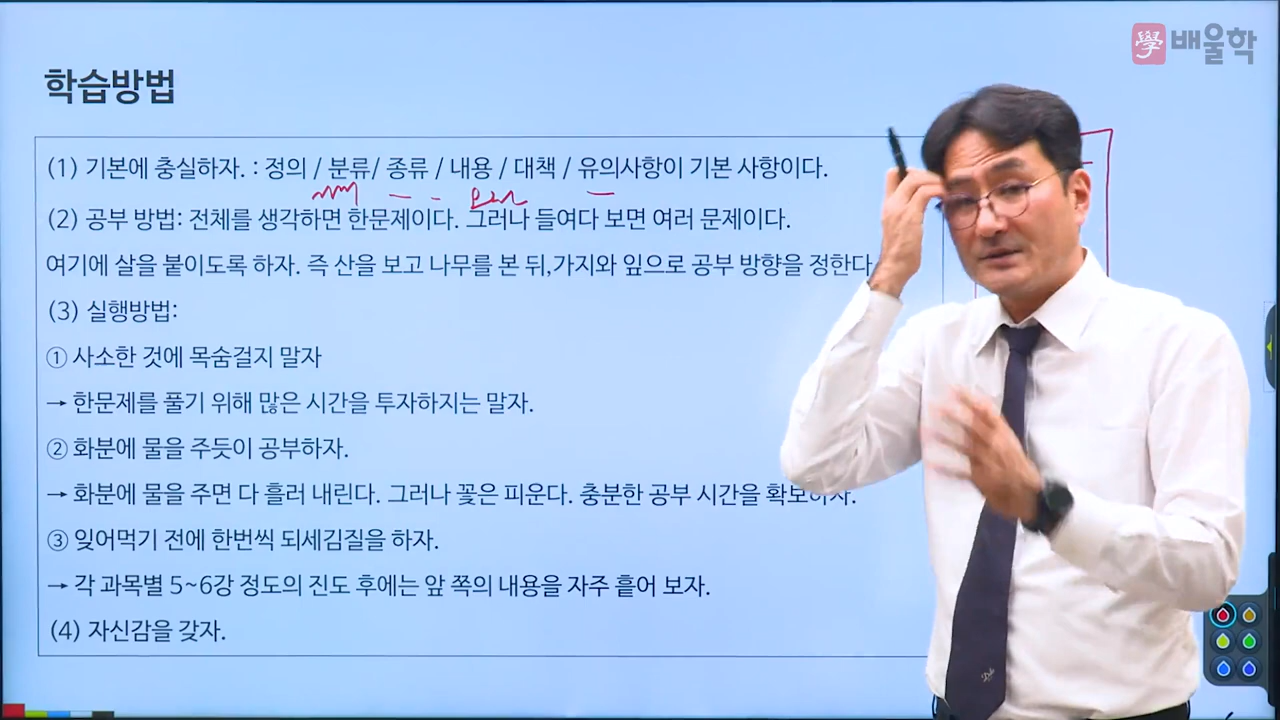 學 배울학
학습방법
(1) 기본에 충실하자. : 정의 / 분류/ 종류 / 내용 / 대책 / 유의사항이 기본 사항이다.
(2) 공부 방법: 전체를 생각하면 한문제이다. 그러나 들여다 보면 여러 문제이다.
여기에 살을 붙이도록 하자. 즉 산을 보고 나무를 본 뒤,가지와 잎으로 공부 방향을 정한다
(3) 실행방법:
① 사소한 것에 목숨걸지 말자
→ 한문제를 풀기 위해 많은 시간을 투자하지는 말자.
② 화분에 물을 주듯이 공부하자.
→ 화분에 물을 주면 다 흘러 내린다. 그러나 꽃은 피운다. 충분한 공부 시간을 확보하자.
③ 잊어먹기 전에 한번씩 되세김질을 하자.
→ 각 과목별 5~6강 정도의 진도 후에는 앞 쪽의 내용을 자주 흩어 보자.
(4) 자신감을 갖자.